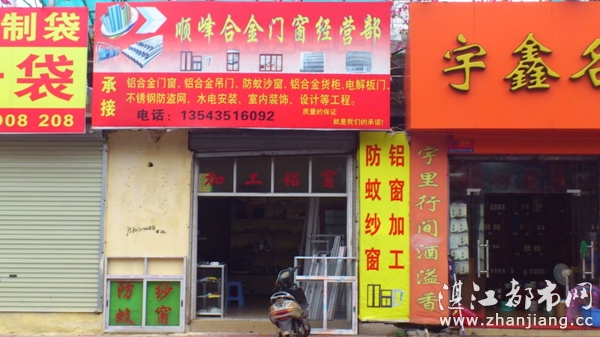 制袋
袋
008 208
顺峰合金门窗经营部
承接
铝合金门窗、铝合金吊门、防蚊沙窗、铝合金货柜、电解板门、
不锈钢防盗网、水电安装、室内装饰、设计等工程。
电话：13543516092
质量的保证
就是我们的承诺!
宇鑫名
加工铝窗
防蚊纱窗
铝窗加工
宇里行间酒溢香
防纱
蚊窗
湛江都市网
www.zhanjiang.cc